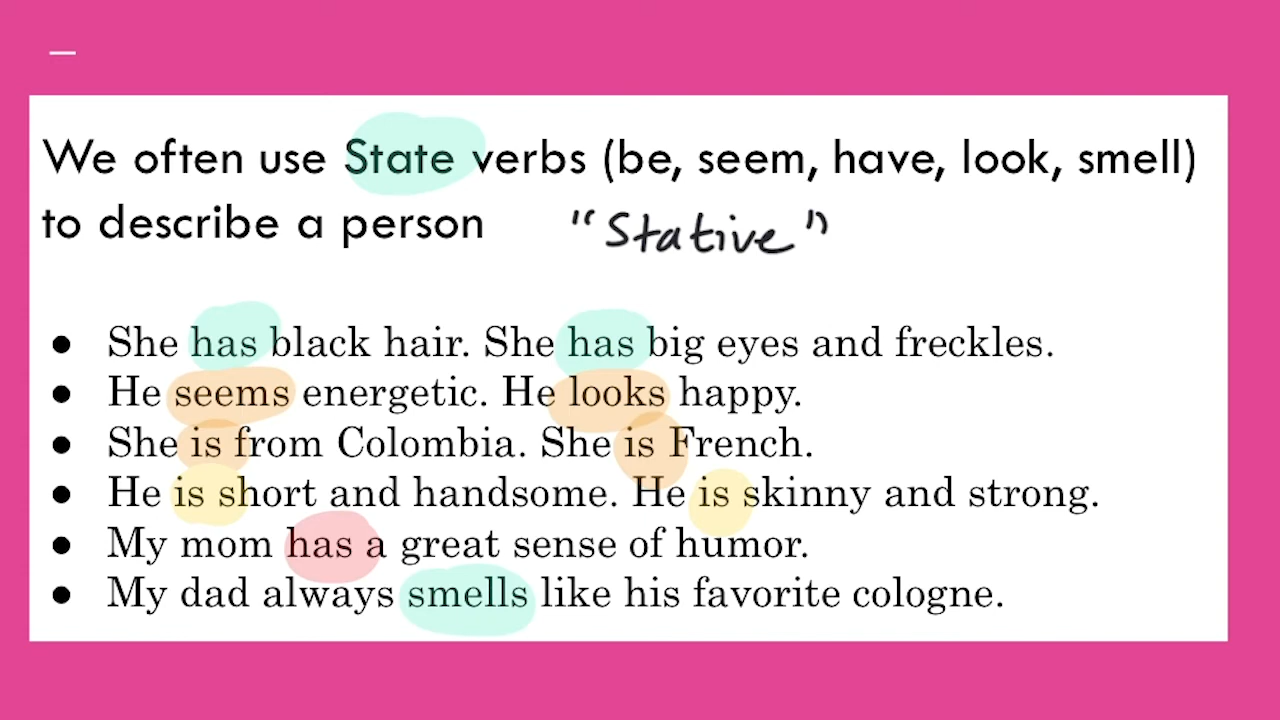 We often use State verbs (be, seem, have, look, smell)
to describe a person "Stative"
● She has black hair. She has big eyes and freckles.
● He seems energetic. He looks happy.
● She is from Colombia. She is French.
● He is short and handsome. He is skinny and strong.
● My mom has a great sense of humor.
● My dad always smells like his favorite cologne.